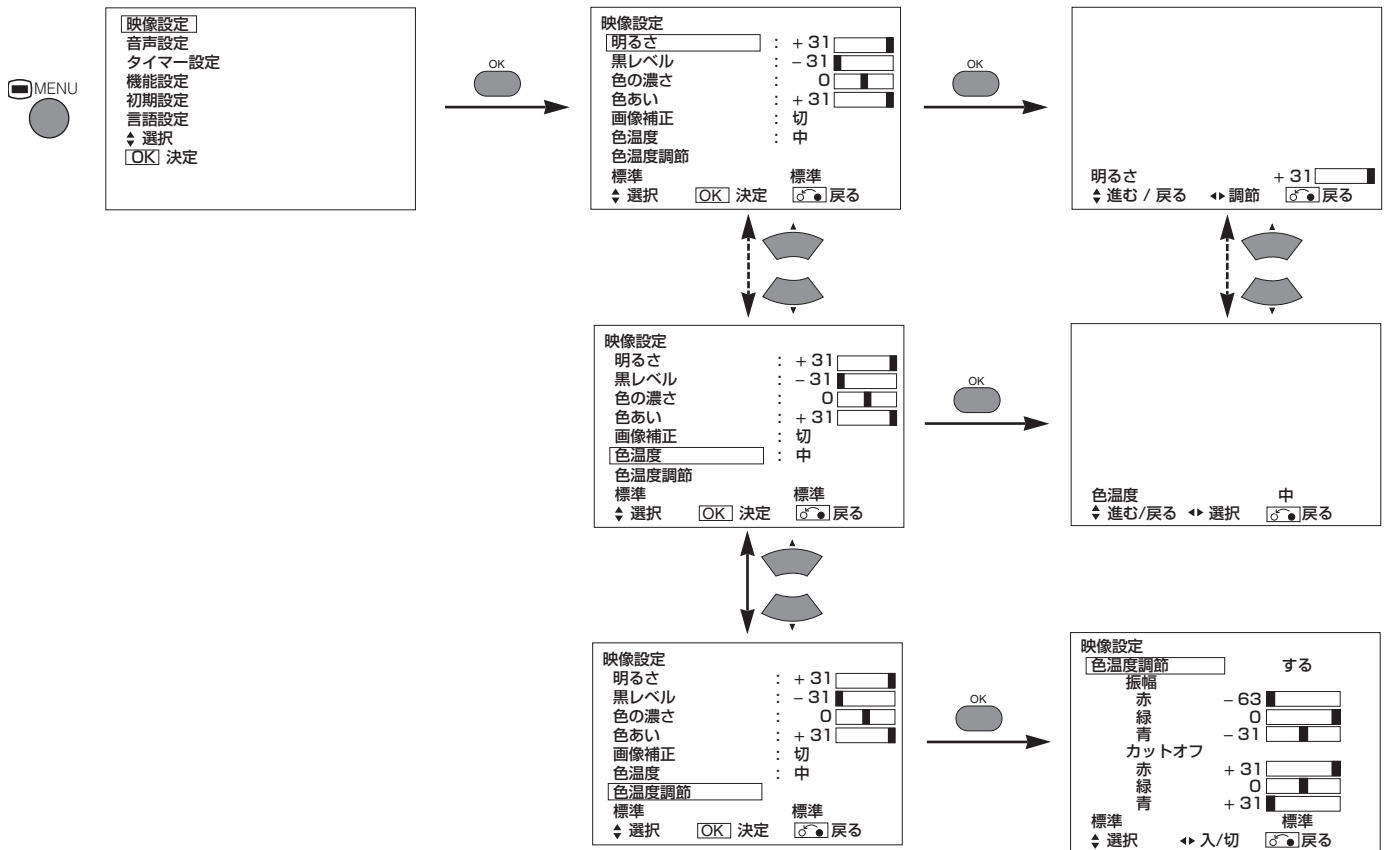 MENU
映像設定
音声設定
タイマー設定
機能設定
初期設定
言語設定
選択
OK 決定
OK
映像設定
明るさ : +31
黒レベル : −31
色の濃さ : 0
色あい : +31
画像補正 : 切
色温度 : 中
色温度調節
標準 標準
選択 OK 決定 戻る
OK
明るさ +31
進む / 戻る 調節 戻る
映像設定
明るさ : +31
黒レベル : −31
色の濃さ : 0
色あい : +31
画像補正 : 切
色温度 : 中
色温度調節
標準 標準
選択 OK 決定 戻る
OK
色温度 中
進む/戻る 選択 戻る
映像設定
明るさ : +31
黒レベル : −31
色の濃さ : 0
色あい : +31
画像補正 : 切
色温度 : 中
色温度調節
標準 標準
選択 OK 決定 戻る
OK
映像設定
色温度調節 する
振幅
赤 −63
緑 0
青 −31
カットオフ
赤 +31
緑 0
青 +31
標準 標準
選択 入/切 戻る